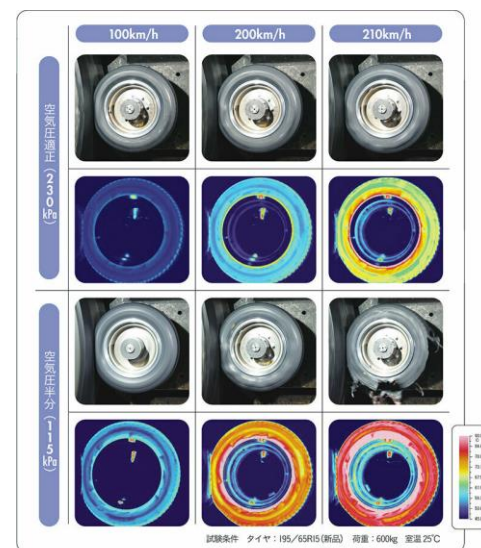 100km/h
200km/h
210km/h
空気圧適正(230kPa)
空気圧半分(115kPa)
試験条件 タイヤ:195/65R15(新品) 荷重:600kg 室温25℃